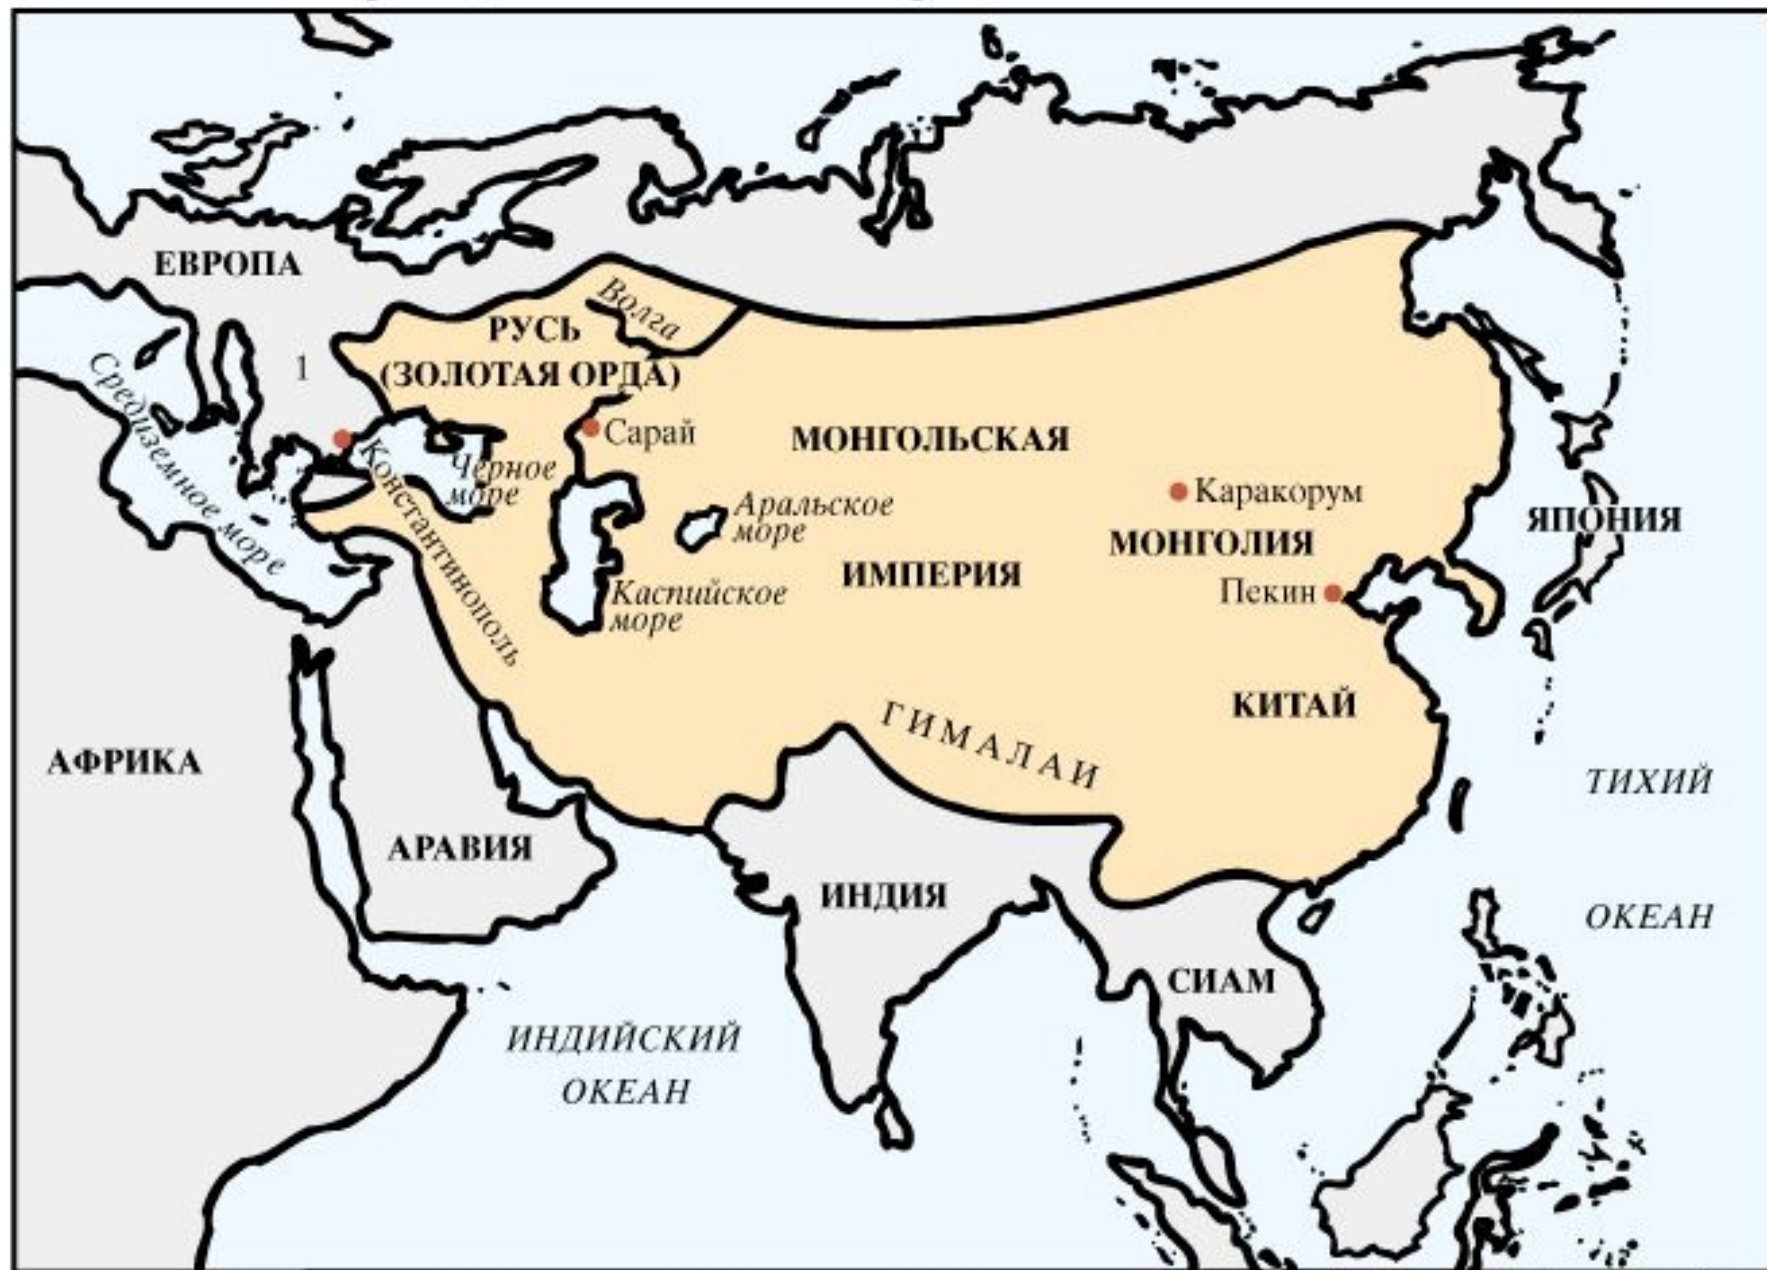 ЕВРОПА
Волга
РУСЬ
(ЗОЛОТАЯ ОРДА)
1
Средиземное море
Константинополь
Сарай
Черное
море
МОНГОЛЬСКАЯ
Каракорум
Аральское
море
ЯПОНИЯ
МОНГОЛИЯ
ИМПЕРИЯ
Каспийское
море
Пекин
КИТАЙ
ГИМАЛАИ
АФРИКА
ТИХИЙ
ОКЕАН
АРАВИЯ
ИНДИЯ
СИАМ
ИНДИЙСКИЙ
ОКЕАН